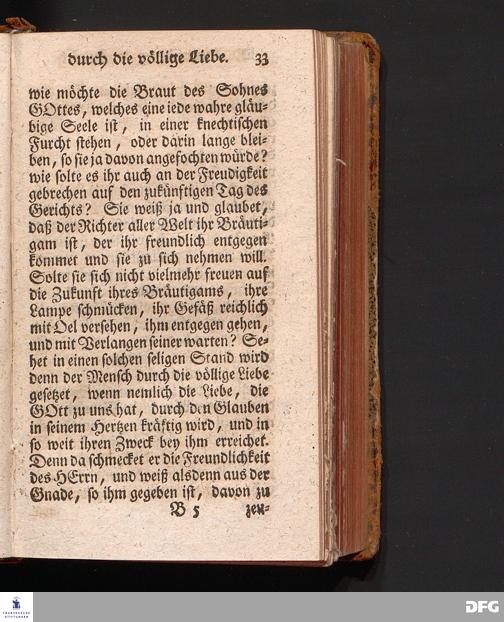 durch die völlige Liebe. 33
wie möchte die Braut des Sohnes
GOttes, welches eine iede wahre gläu-
bige Seele ist, in einer knechtischen
Furcht stehen, oder darin lange blei-
ben, so sie ja davon angefochten würde?
wie solte es ihr auch an der Freudigkeit
gebrechen auf den zukünftigen Tag des
Gerichts? Sie weiß ja und glaubet,
daß der Richter aller Welt ihr Bräuti-
gam ist, der ihr freundlich entgegen
kommet und sie zu sich nehmen will.
Solte sie sich nicht vielmehr freuen auf
die Zukunft ihres Bräutigams, ihre
Lampe schmücken, ihr Gefäß reichlich
mit Oel versehen, ihm entgegen gehen,
und mit Verlangen seiner warten? Se-
het in einen solchen seligen Stand wird
denn der Mensch durch die völlige Liebe
gesetzet, wenn nemlich die Liebe, die
GOtt zu uns hat, durch den Glauben
in seinem Hertzen kräftig wird, und in
so weit ihren Zweck bey ihm erreichet.
Denn da schmecket er die Freundlichkeit
des HErrn, und weiß alsdenn aus der
Gnade, so ihm gegeben ist, davon zu
B 5 zeu-
FRANCKESCHE
STIFTUNGEN
DFG